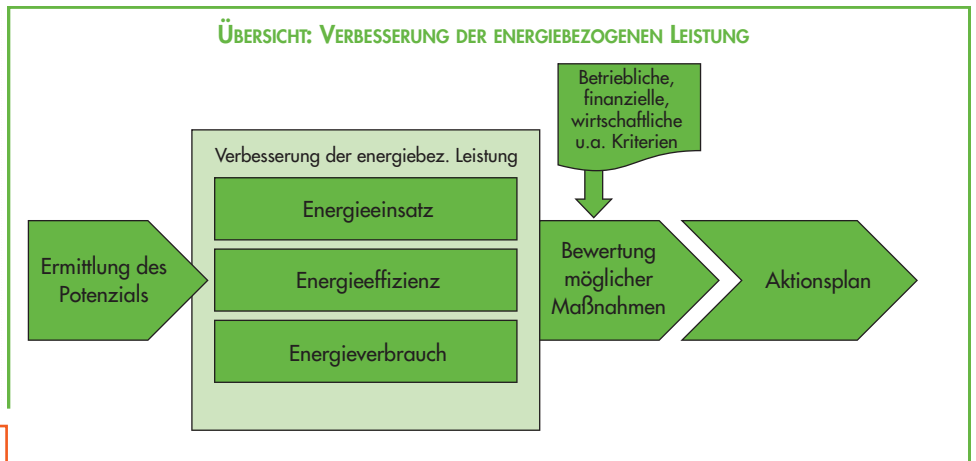 ÜBERSICHT: VERBESSERUNG DER ENERGIEBEZOGENEN LEISTUNG
Betriebliche,
finanzielle,
wirtschaftliche
u.a. Kriterien
Verbesserung der energiebez. Leistung
Energieeinsatz
Ermittlung des
Potenzials
Energieeffizienz
Energieverbrauch
Bewertung
möglicher
Maßnahmen
Aktionsplan